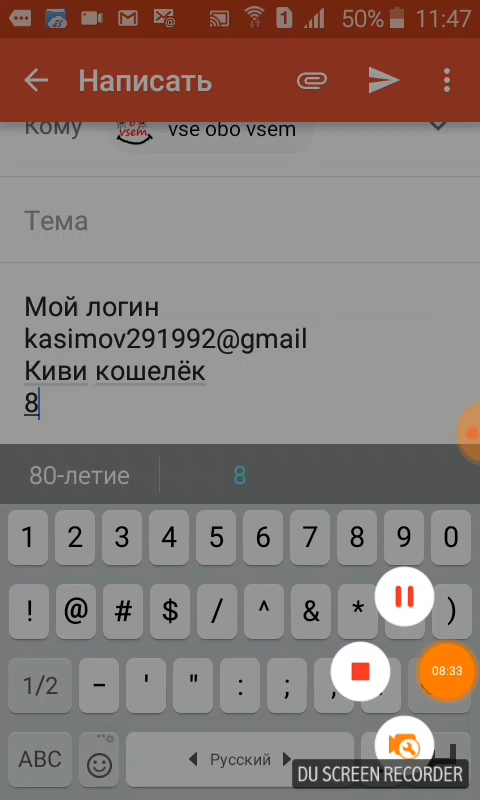 50% 11:47
Написать
Кому vsem vse obo vsem
Тема
Мой логин
kasimov291992@gmail
Киви кошелёк
8
80-летие 8
1 2 3 4 5 6 7 8 9 0
! @ # $ / ^ & * )
1/2 - ' " : ;
08:33
ABC Русский
DU SCREEN RECORDER